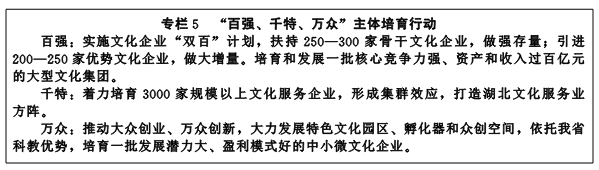 专栏 5　“百强、千特、万众”主体培育行动
百强：实施文化企业“双百”计划，扶持 250—300 家骨干文化企业，做强存量；引进
200—250 家优势文化企业，做大增量。培育和发展一批核心竞争力强、资产和收入过百亿元
的大型文化集团。
千特：着力培育 3000 家规模以上文化服务企业，形成集群效应，打造湖北文化服务业
方阵。
万众：推动大众创业、万众创新，大力发展特色文化园区、孵化器和众创空间，依托我省
科教优势，培育一批发展潜力大、盈利模式好的中小微文化企业。